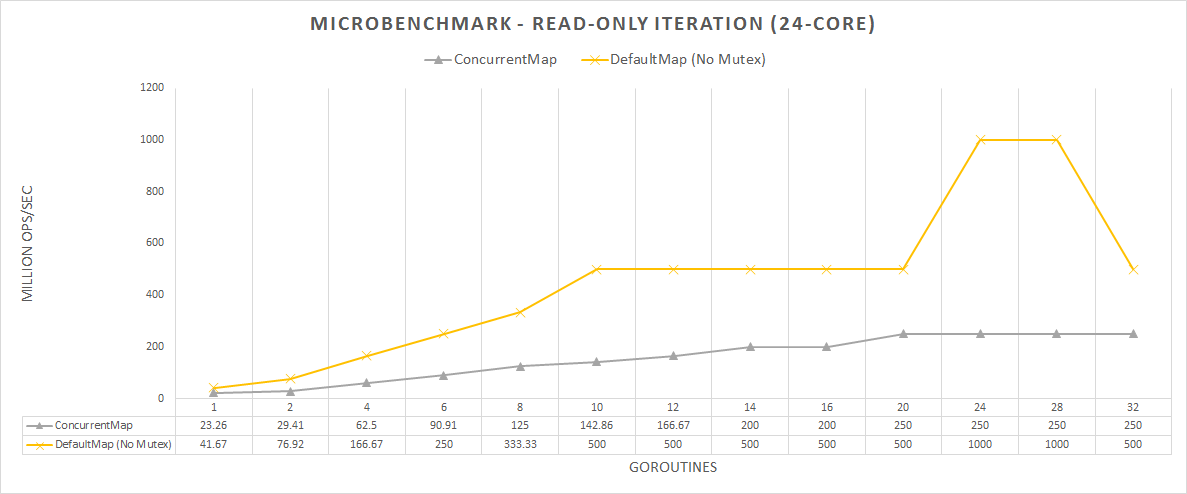 MICROBENCHMARK - READ-ONLY ITERATION (24-CORE)
ConcurrentMap DefaultMap (No Mutex)
MILLION OPS/SEC
1200
1000
800
600
400
200
0
1 2 4 6 8 10 12 14 16 20 24 28 32
ConcurrentMap 23.26 29.41 62.5 90.91 125 142.86 166.67 200 200 250 250 250 250
DefaultMap (No Mutex) 41.67 76.92 166.67 250 333.33 500 500 500 500 500 1000 1000 500
GOROUTINES